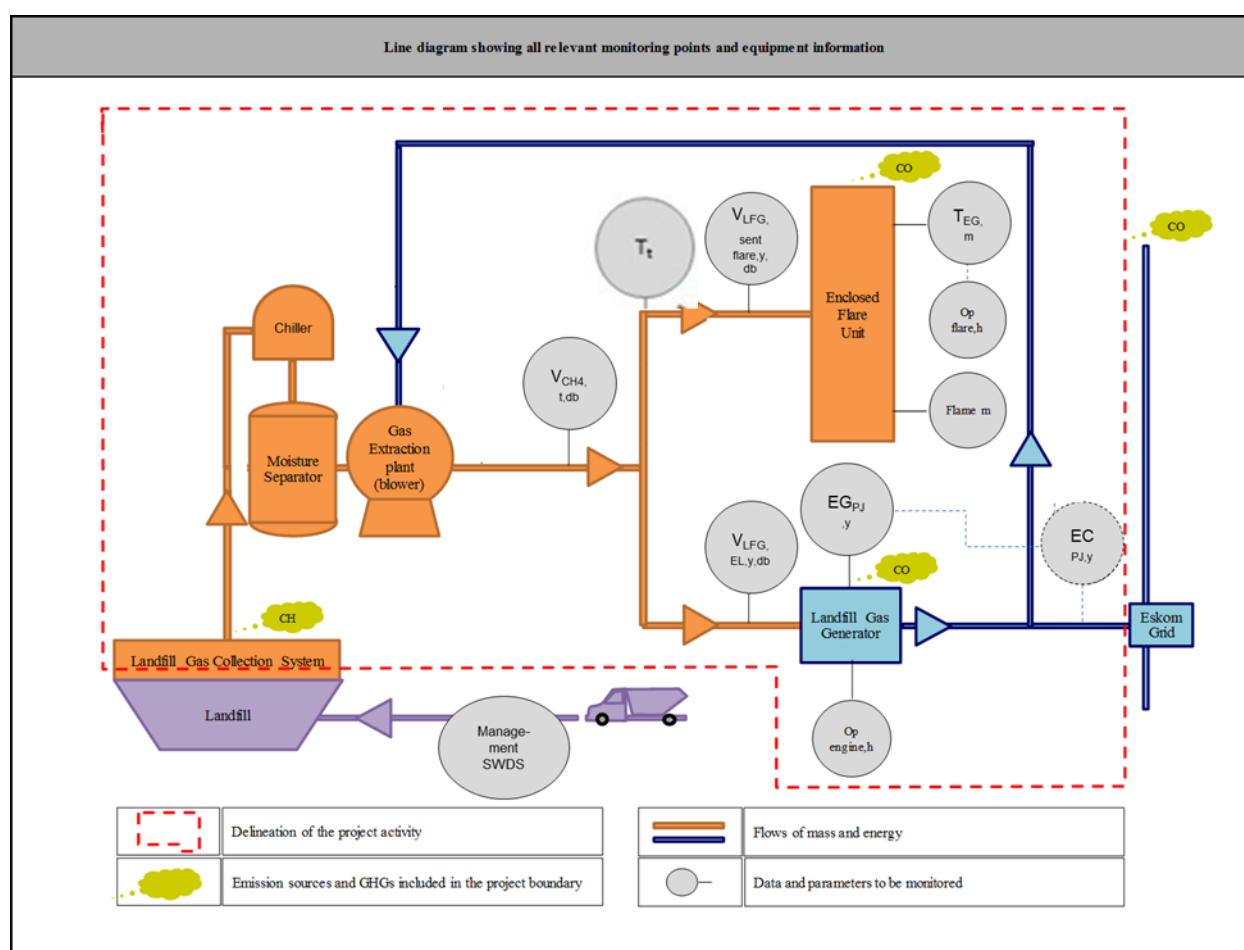 Line diagram showing all relevant monitoring points and equipment information
CO
CO
V LFG,
sent
flare,y,
db
T EG,
m
T t
Enclosed
Flare
Unit
Op
flare,h
Chiller
V CH4,
t,db
Flame m
Gas
Extraction
plant
(blower)
Moisture
Separator
EG PJ
,y
V LFG,
EL,y,db
EC
PJ,y
CO
CH
Landfill Gas
Generator
Eskom
Grid
Landfill Gas Collection System
Landfill
Manage-
ment
SWDS
Op
engine,h
Delineation of the project activity
Flows of mass and energy
Emission sources and GHGs included in the project boundary
Data and parameters to be monitored